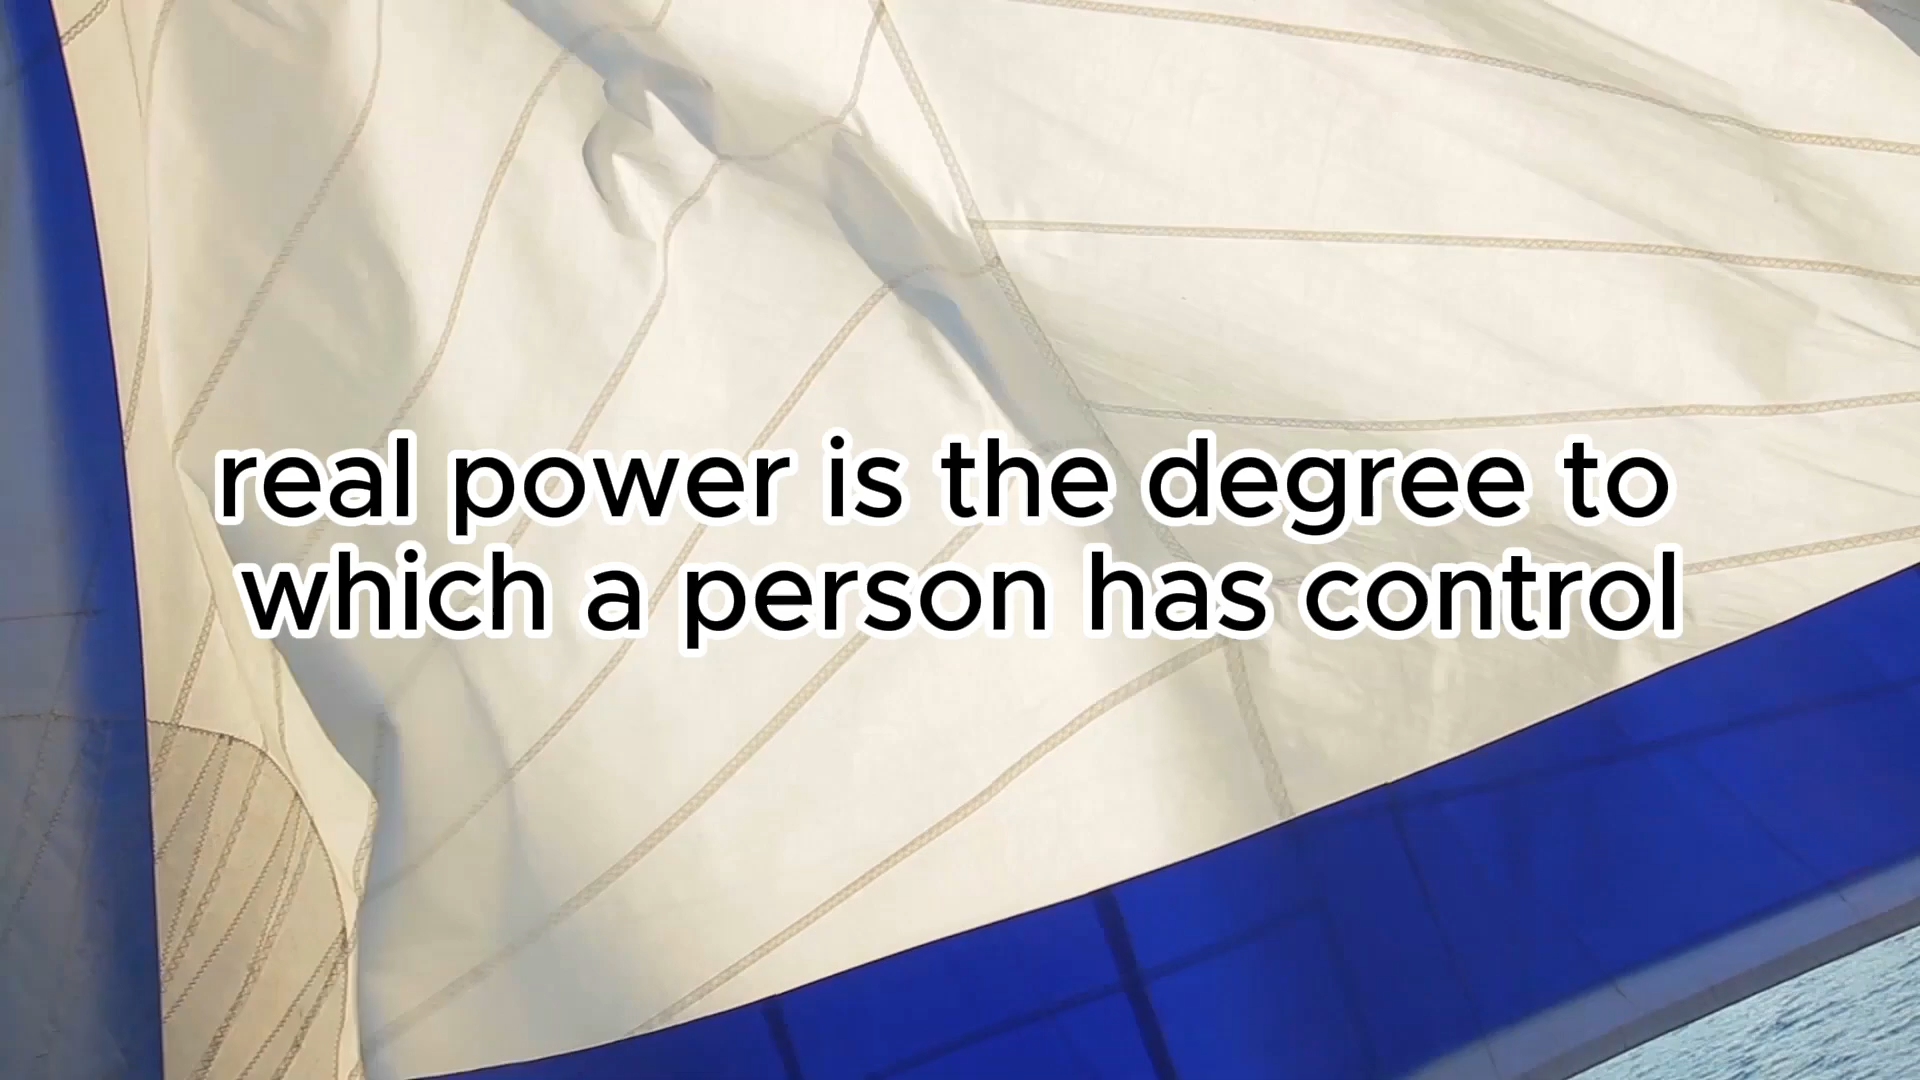 real power is the degree to
which a person has control